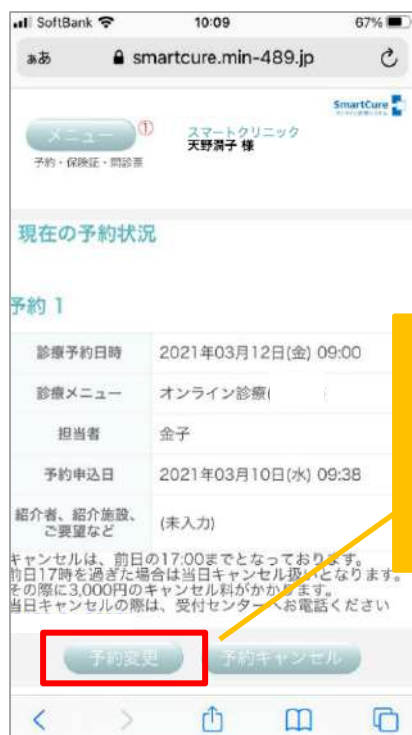 SoftBank 10:09 67%
ああ smartcure.min-489.jp
SmartCure
メニュー ①
予約・保険証・問診票
スマートクリニック
天野潤子 様
現在の予約状況
予約 1
診療予約日時 2021年03月12日(金) 09:00
診療メニュー オンライン診療(
担当者 金子
予約申込日 2021年03月10日(水) 09:38
紹介者、紹介施設、
ご要望など (未入力)
キャンセルは、前日の17:00までとなっております。
前日17時を過ぎた場合は当日キャンセル扱いとなります。
その際に3,000円のキャンセル料がかかります。
当日キャンセルの際は、受付センターへお電話ください
予約変更 予約キャンセル